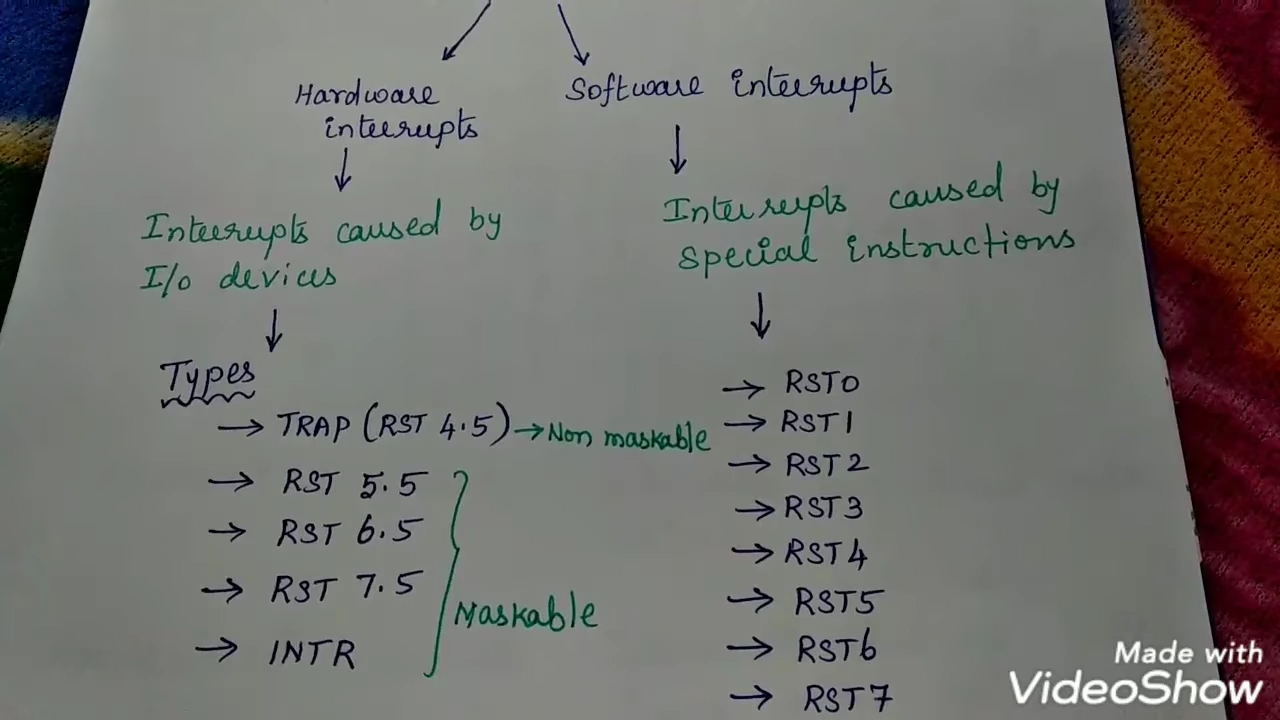 Hardware
interrupts
Software interrupts
Interrupts caused by
I/o devices
Interrupts caused by
special instructions
Types
→ TRAP (RST 4.5) → Non maskable
→ RST 5.5
→ RST 6.5
→ RST 7.5
→ INTR
Maskable
→ RST0
→ RST1
→ RST2
→ RST3
→ RST4
→ RST5
→ RST6
→ RST7
Made with
VideoShow